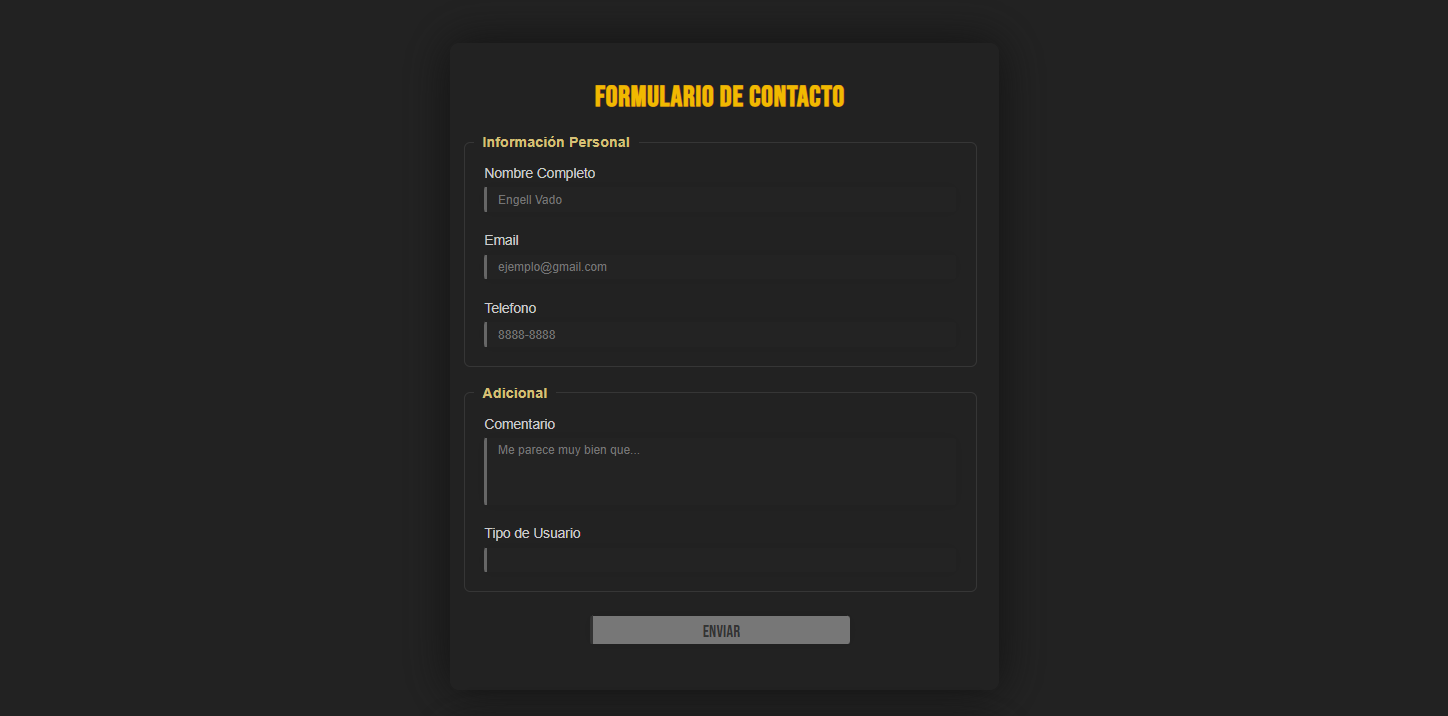 FORMULARIO DE CONTACTO
Información Personal
Nombre Completo
Engell Vado
Email
ejemplo@gmail.com
Telefono
8888-8888
Adicional
Comentario
Me parece muy bien que...
Tipo de Usuario
ENVIAR